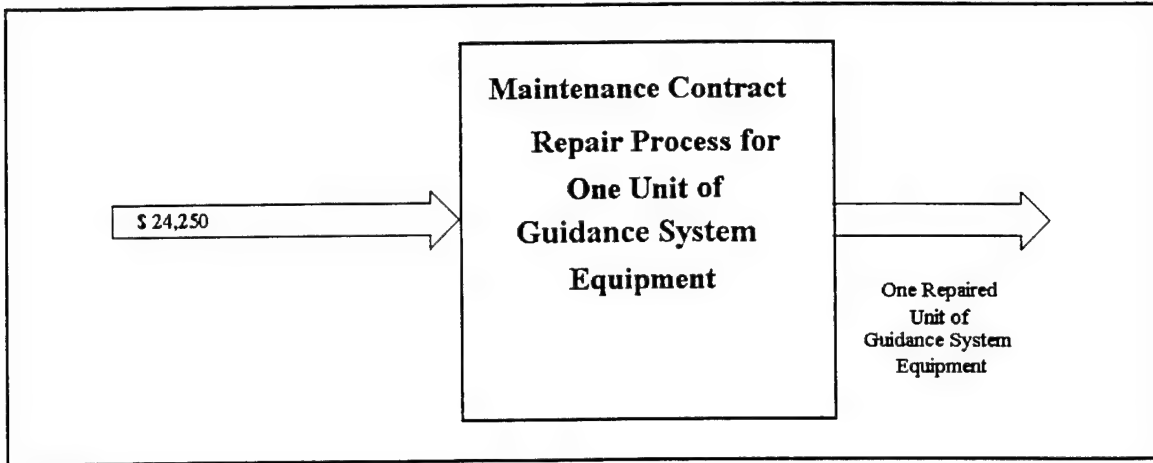 Maintenance Contract
Repair Process for
One Unit of
Guidance System
Equipment
$ 24,250
One Repaired
Unit of
Guidance System
Equipment